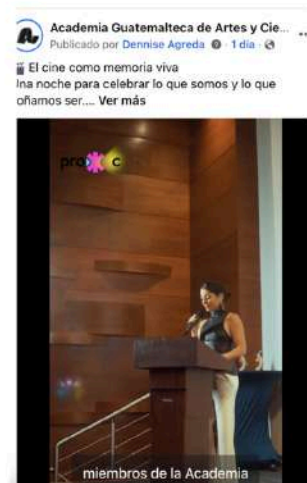 Academia Guatemalteca de Artes y Cie...
Publicado por Dennise Agreda · 1 día ·
El cine como memoria viva
Ina noche para celebrar lo que somos y lo que
oñamos ser.... Ver más
miembros de la Academia